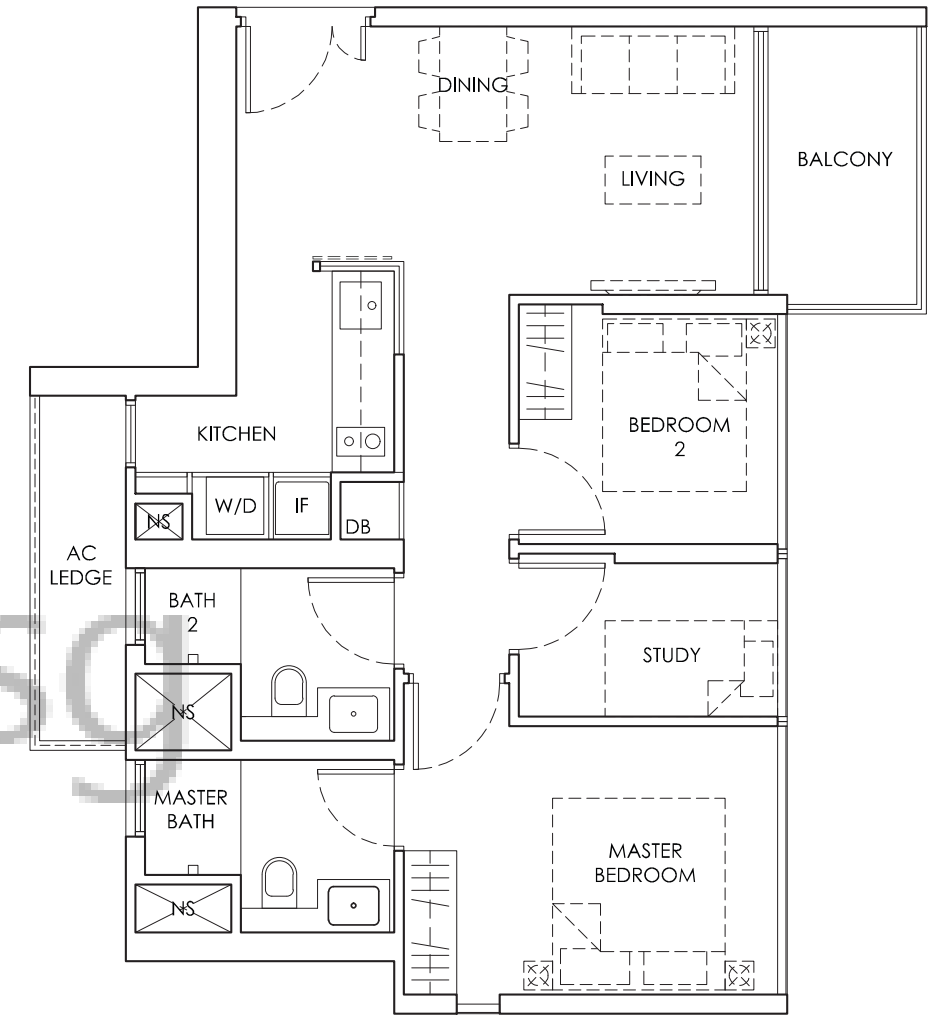 DINING
BALCONY
LIVING
BEDROOM
2
KITCHEN
W/D
IF
NS
DB
AC
LEDGE
BATH
2
STUDY
NS
sg
MASTER
BATH
MASTER
BEDROOM
NS